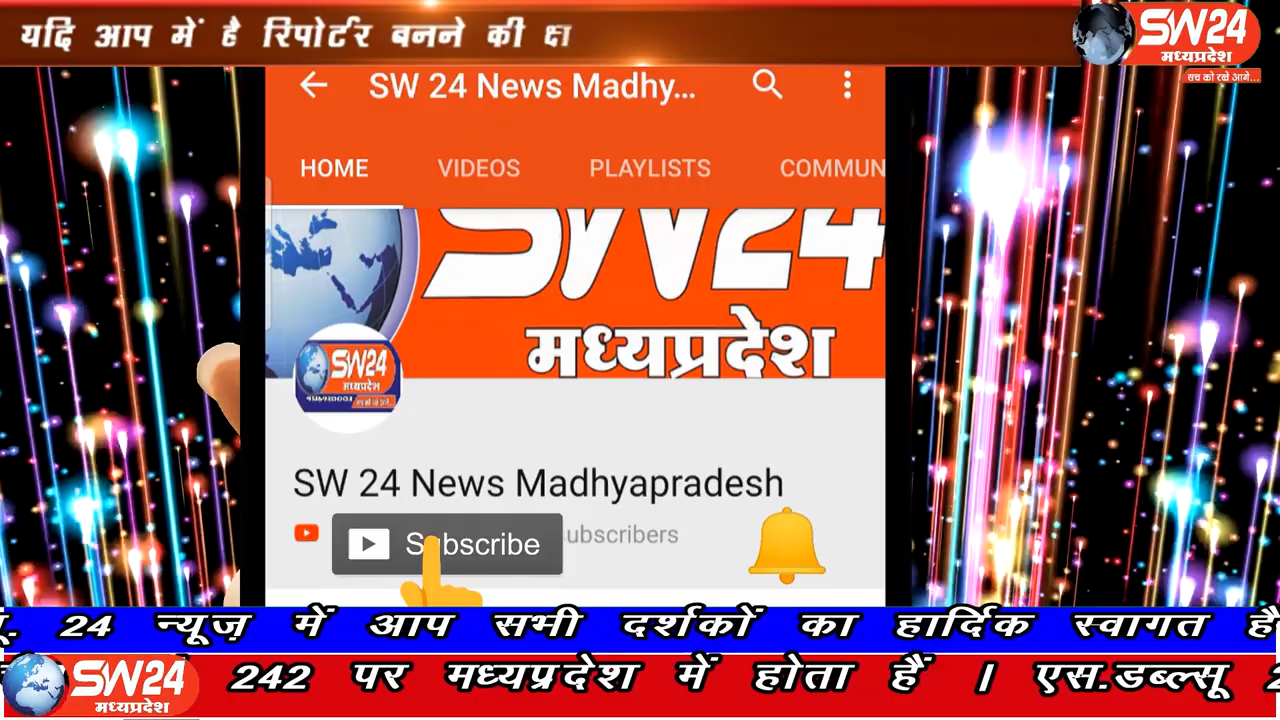 यदि आप में है रिपोर्टर बनने की क्ष
SW24
मध्यप्रदेश
सच को रखे आगे...
SW 24 News Madhy...
HOME VIDEOS PLAYLISTS COMMUN
SW24
मध्यप्रदेश
SW24
मध्यप्रदेश
SW 24 News Madhyapradesh
Subscribe ubscribers
. 24 न्यूज़ में आप सभी दर्शकों का हार्दिक स्वागत है
242 पर मध्यप्रदेश में होता हैं । एस.डब्ल्सू 2
SW24
मध्यप्रदेश